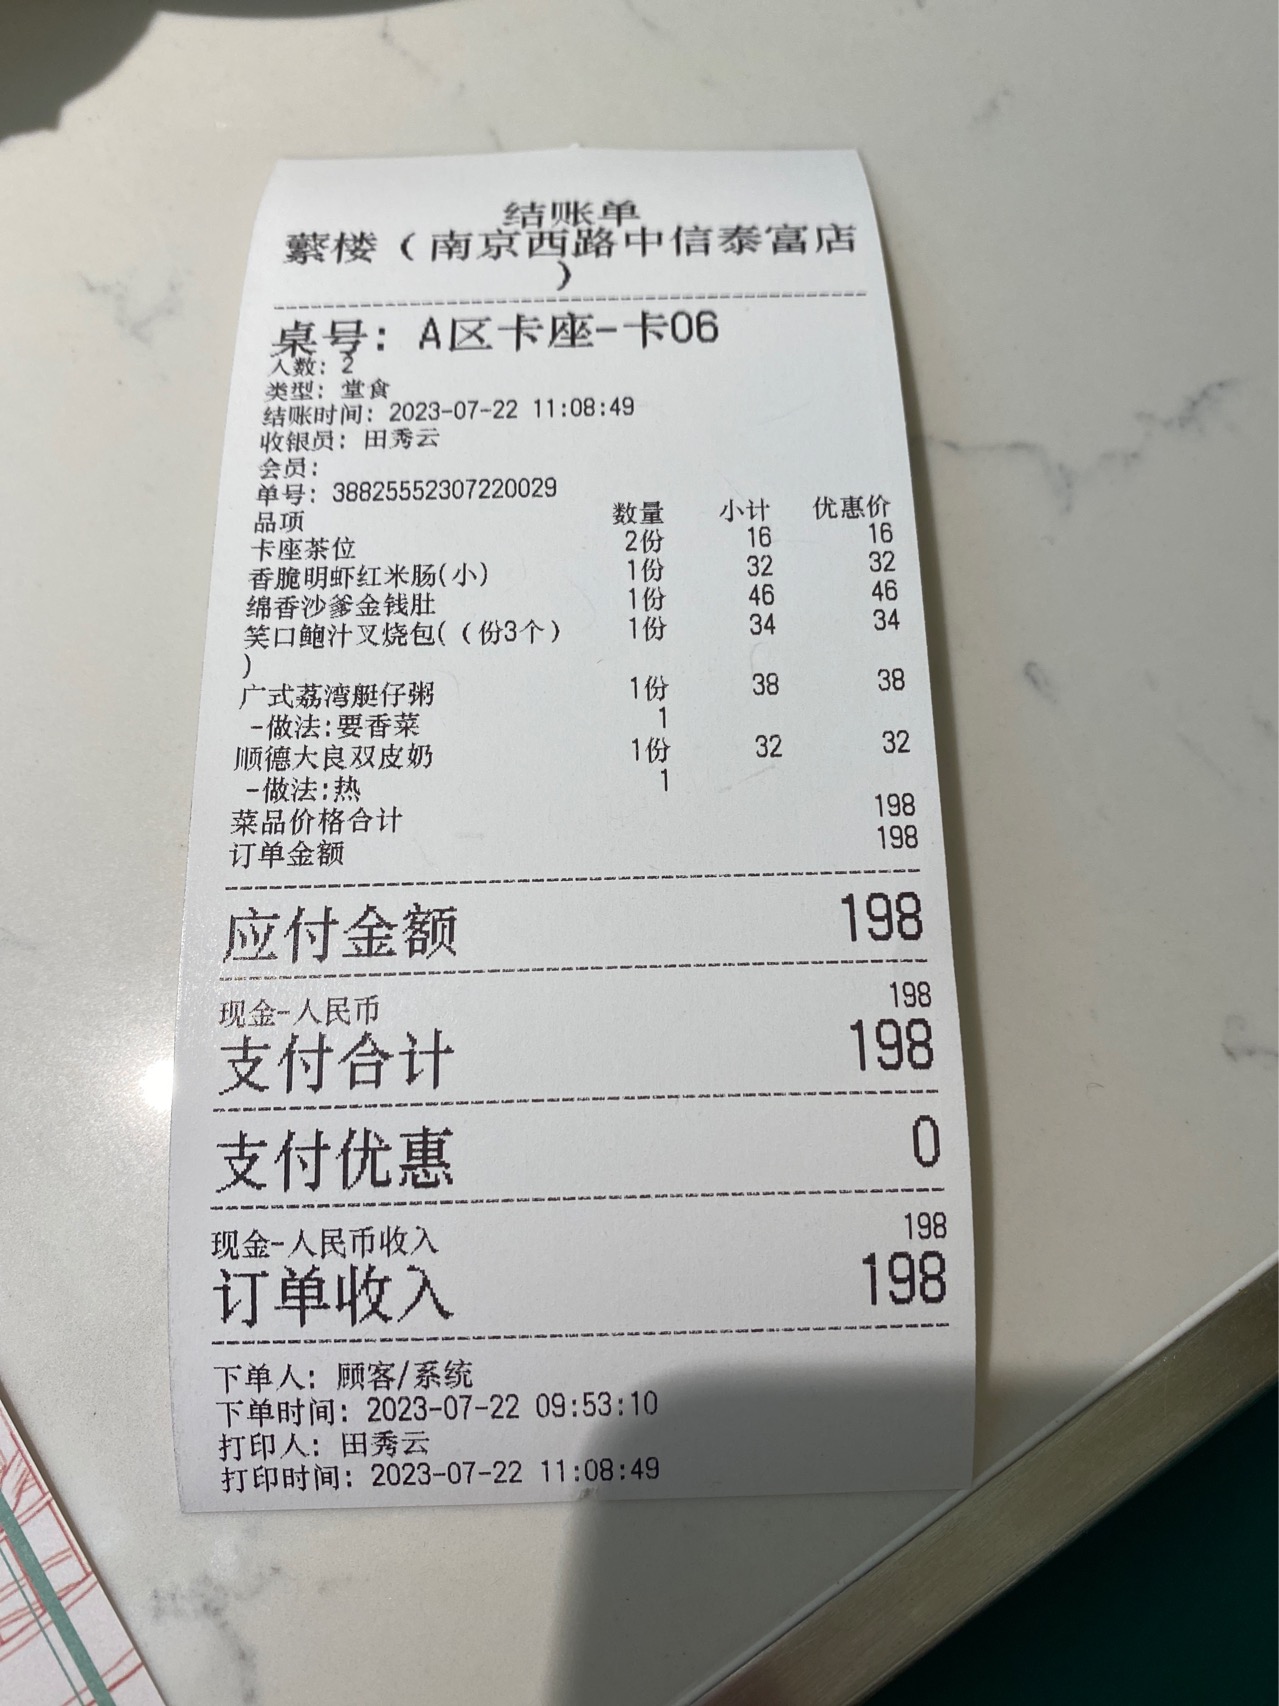 结账单
蘩楼（南京西路中信泰富店
）
桌号: A区卡座-卡06
人数: 2
类型: 堂食
结账时间: 2023-07-22 11:08:49
收银员: 田秀云
会员:
单号: 38825552307220029
品项 数量 小计 优惠价
卡座茶位 2份 16 16
香脆明虾红米肠(小) 1份 32 32
绵香沙爹金钱肚 1份 46 46
笑口鲍汁叉烧包(（份3个） 1份 34 34
)
广式荔湾艇仔粥 1份 38 38
-做法:要香菜 1
顺德大良双皮奶 1份 32 32
-做法:热 1
菜品价格合计 198
订单金额 198
应付金额 198
现金-人民币 198
支付合计 198
支付优惠 0
现金-人民币收入 198
订单收入 198
下单人: 顾客/系统
下单时间: 2023-07-22 09:53:10
打印人: 田秀云
打印时间: 2023-07-22 11:08:49